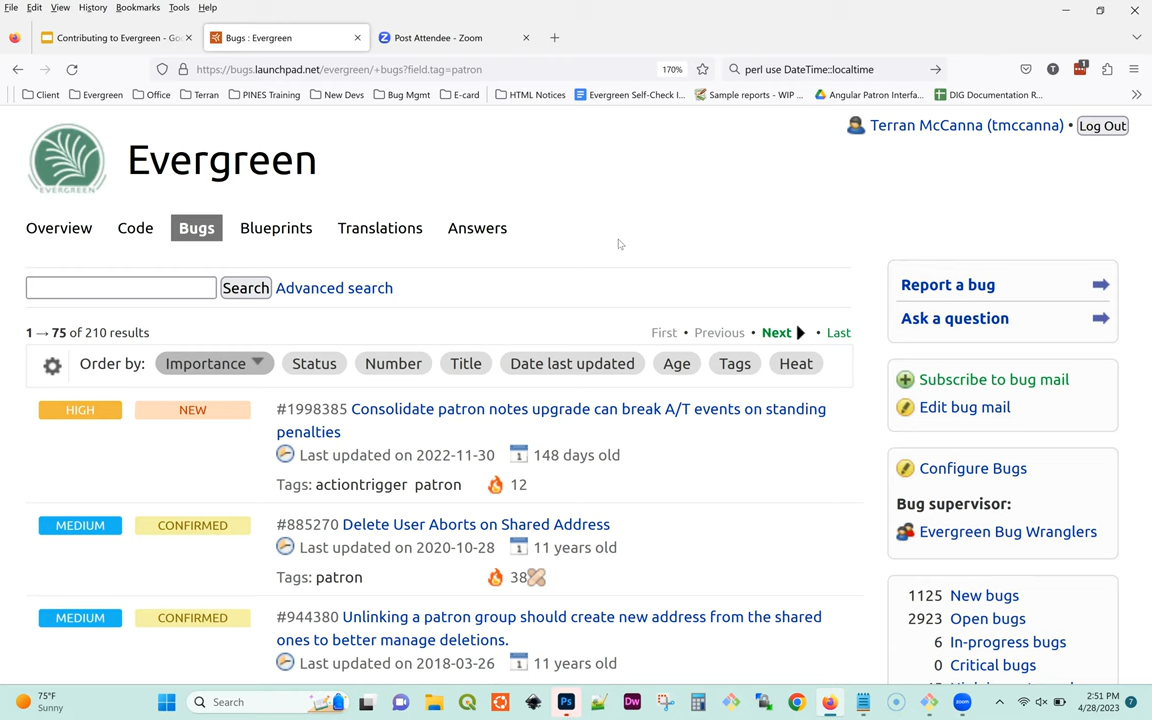 File Edit View History Bookmarks Tools Help
Contributing to Evergreen - Go
Bugs : Evergreen
Post Attendee - Zoom
https://bugs.launchpad.net/evergreen/+bugs?field.tag=patron
170%
perl use DateTime::localtime
T
1
Client Evergreen Office Terran PINES Training New Devs Bug Mgmt E-card HTML Notices Evergreen Self-Check I... Sample reports - WIP ... Angular Patron Interfa... DIG Documentation R...
Terran McCanna (tmccanna) • Log Out
EVERGREEN
Evergreen
Overview Code Bugs Blueprints Translations Answers
Search Advanced search
1 → 75 of 210 results
First • Previous • Next • Last
Order by: Importance Status Number Title Date last updated Age Tags Heat
HIGH NEW #1998385 Consolidate patron notes upgrade can break A/T events on standing
penalties
Last updated on 2022-11-30 1 148 days old
Tags: actiontrigger patron 12
MEDIUM CONFIRMED #885270 Delete User Aborts on Shared Address
Last updated on 2020-10-28 1 11 years old
Tags: patron 38
MEDIUM CONFIRMED #944380 Unlinking a patron group should create new address from the shared
ones to better manage deletions.
Last updated on 2018-03-26 1 11 years old
Report a bug
Ask a question
Subscribe to bug mail
Edit bug mail
Configure Bugs
Bug supervisor:
Evergreen Bug Wranglers
1125 New bugs
2923 Open bugs
6 In-progress bugs
0 Critical bugs
75°F
Sunny
Search
Ps
Dw
zoom
2:51 PM
4/28/2023
7